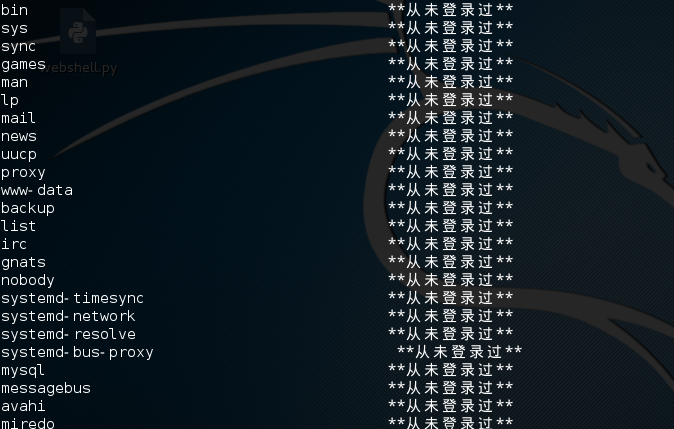 bin **从未登录过**
sys **从未登录过**
sync **从未登录过**
games **从未登录过**
man **从未登录过**
lp **从未登录过**
mail **从未登录过**
news **从未登录过**
uucp **从未登录过**
proxy **从未登录过**
www-data **从未登录过**
backup **从未登录过**
list **从未登录过**
irc **从未登录过**
gnats **从未登录过**
nobody **从未登录过**
systemd-timesync **从未登录过**
systemd-network **从未登录过**
systemd-resolve **从未登录过**
systemd-bus-proxy **从未登录过**
mysql **从未登录过**
messagebus **从未登录过**
avahi **从未登录过**
miredo **从未登录过**
webshell.py